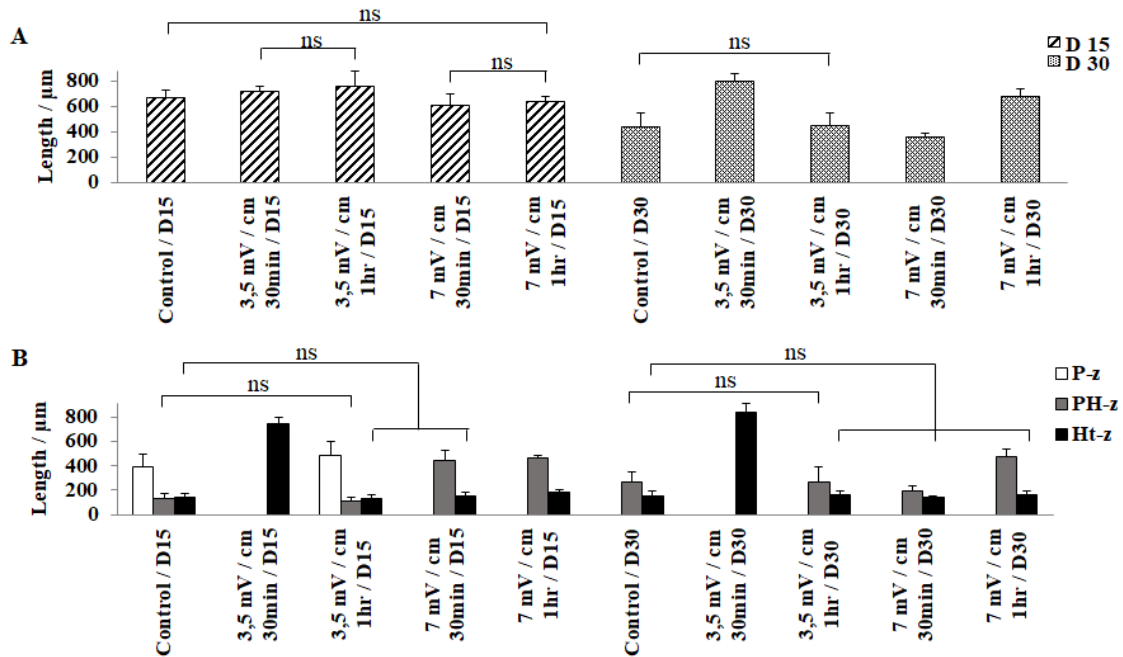 ns
A
ns
ns
ns
D 15
D 30
Length / µm
800
600
400
200
0
Control / D15
3,5 mV / cm
30min / D15
3,5 mV / cm
1hr / D15
7 mV / cm
30min / D15
7 mV / cm
1hr / D15
Control / D30
3,5 mV / cm
30min / D30
3,5 mV / cm
1hr / D30
7 mV / cm
30min / D30
7 mV / cm
1hr / D30
B
ns
ns
ns
ns
P-z
PH-z
Ht-z
Length / µm
800
600
400
200
0
Control / D15
3,5 mV / cm
30min / D15
3,5 mV / cm
1hr / D15
7 mV / cm
30min / D15
7 mV / cm
1hr / D15
Control / D30
3,5 mV / cm
30min / D30
3,5 mV / cm
1hr / D30
7 mV / cm
30min / D30
7 mV / cm
1hr / D30